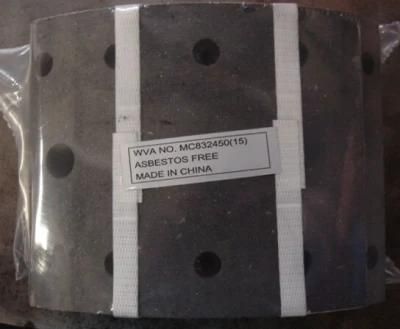 WVA NO. MC832450(15)
ASBESTOS FREE
MADE IN CHINA